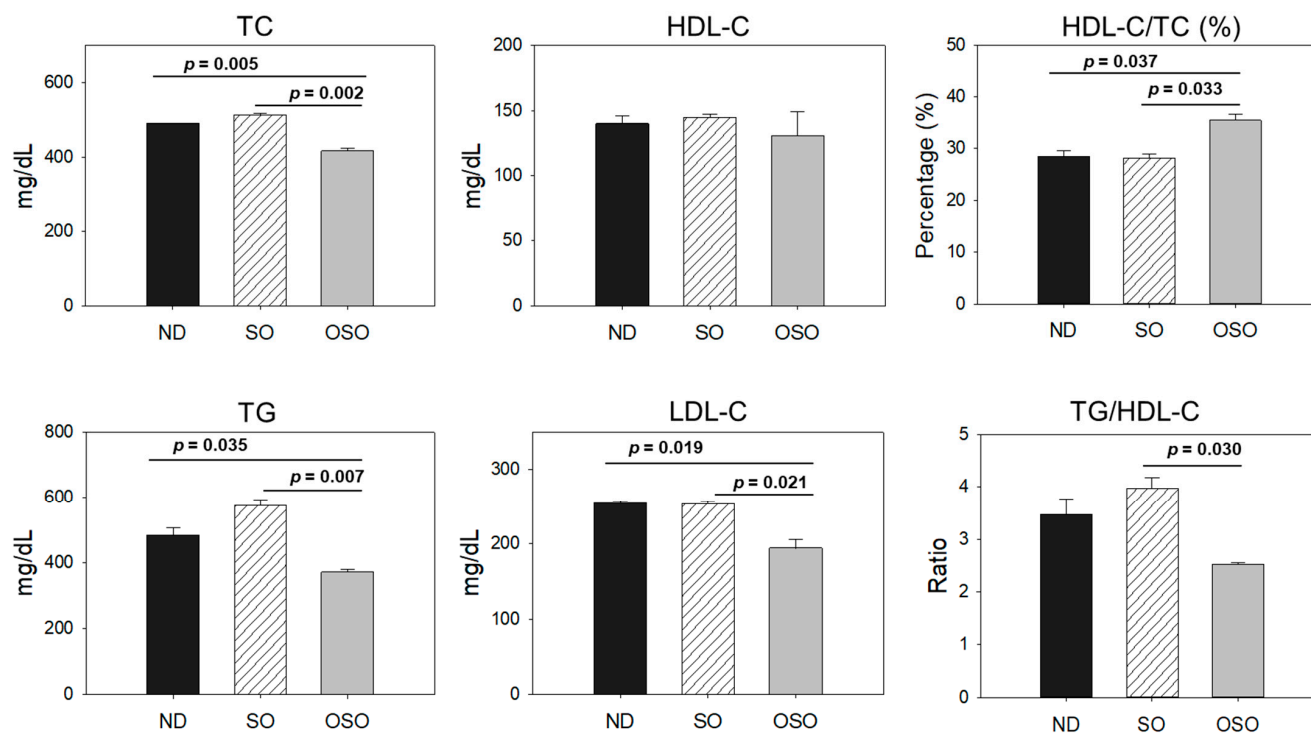 TC
mg/dL
600
400
200
0
p = 0.005
p = 0.002
ND SO OSO
HDL-C
mg/dL
200
150
100
50
0
ND SO OSO
HDL-C/TC (%)
Percentage (%)
50
40
30
20
10
0
p = 0.037
p = 0.033
ND SO OSO
TG
mg/dL
800
600
400
200
0
p = 0.035
p = 0.007
ND SO OSO
LDL-C
mg/dL
300
200
100
0
p = 0.019
p = 0.021
ND SO OSO
TG/HDL-C
Ratio
5
4
3
2
1
0
p = 0.030
ND SO OSO